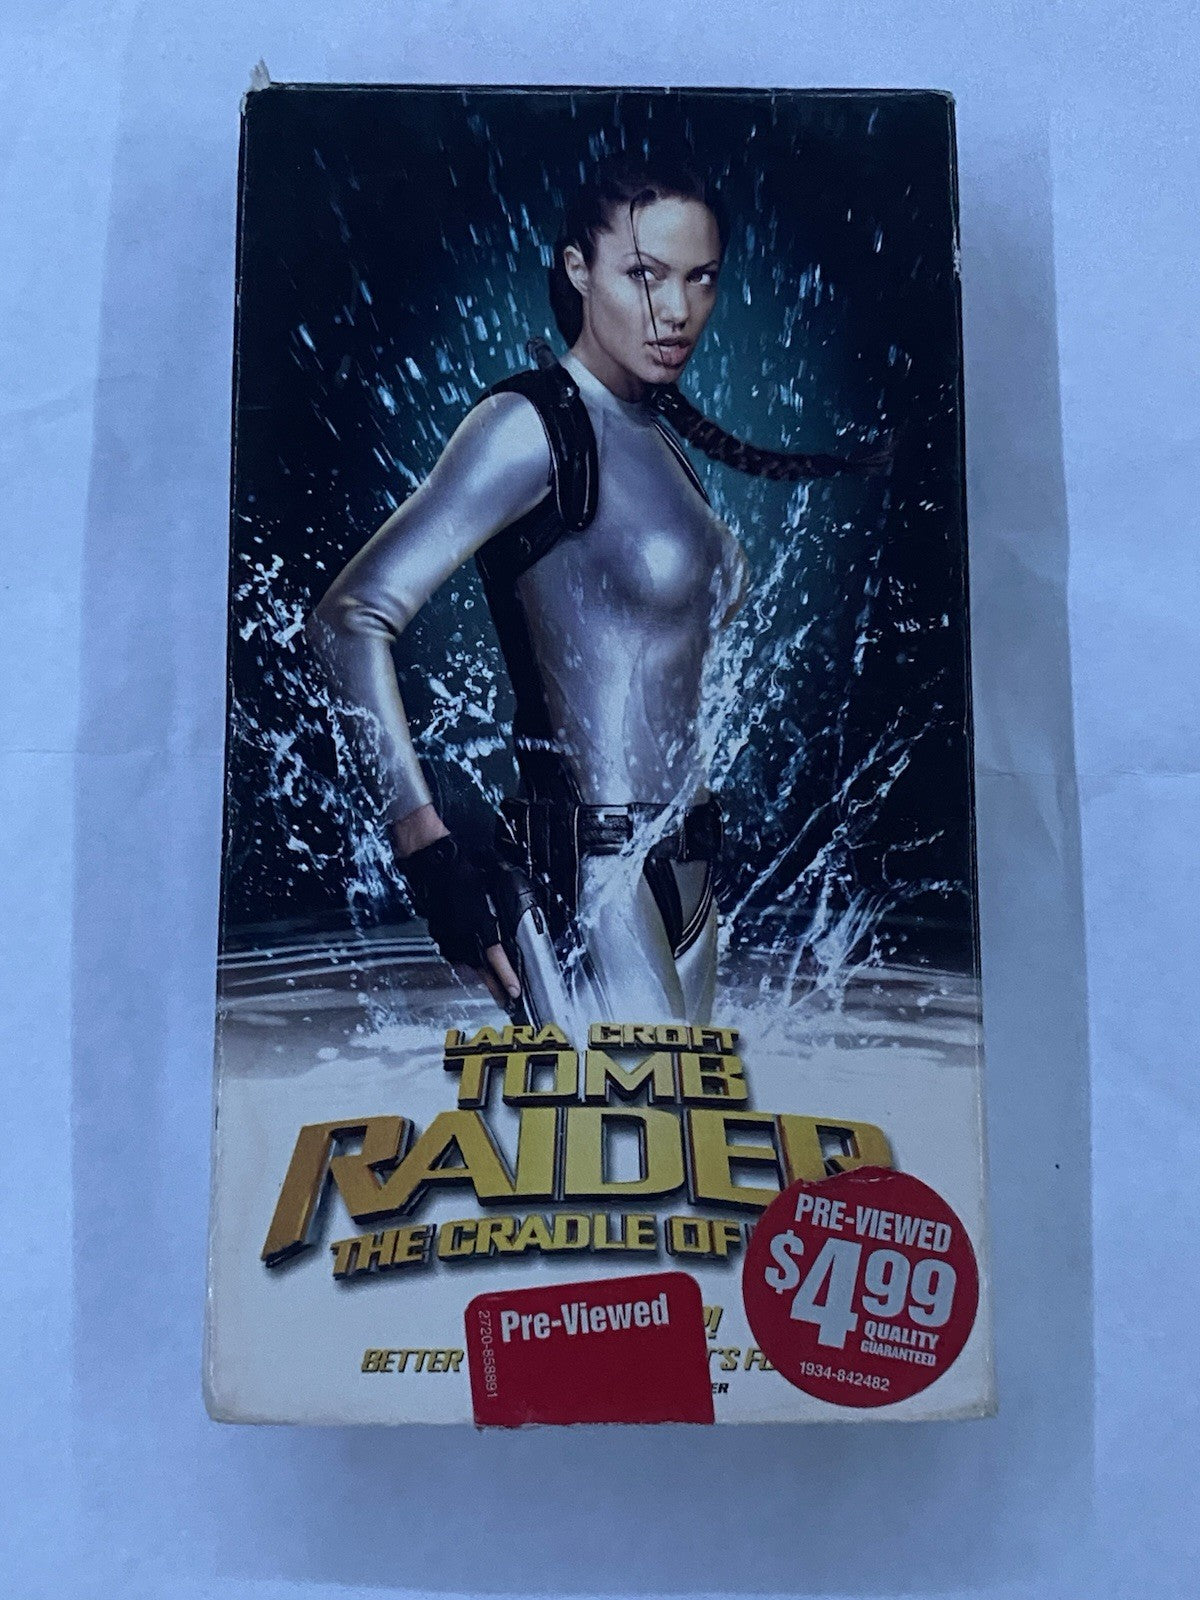 LARA CROFT
TOMB
RAIDER
THE CRADLE OF
BETTER
PRE-VIEWED
$4.99
QUALITY
GUARANTEED
1934-842482
Pre-Viewed
2720-858891